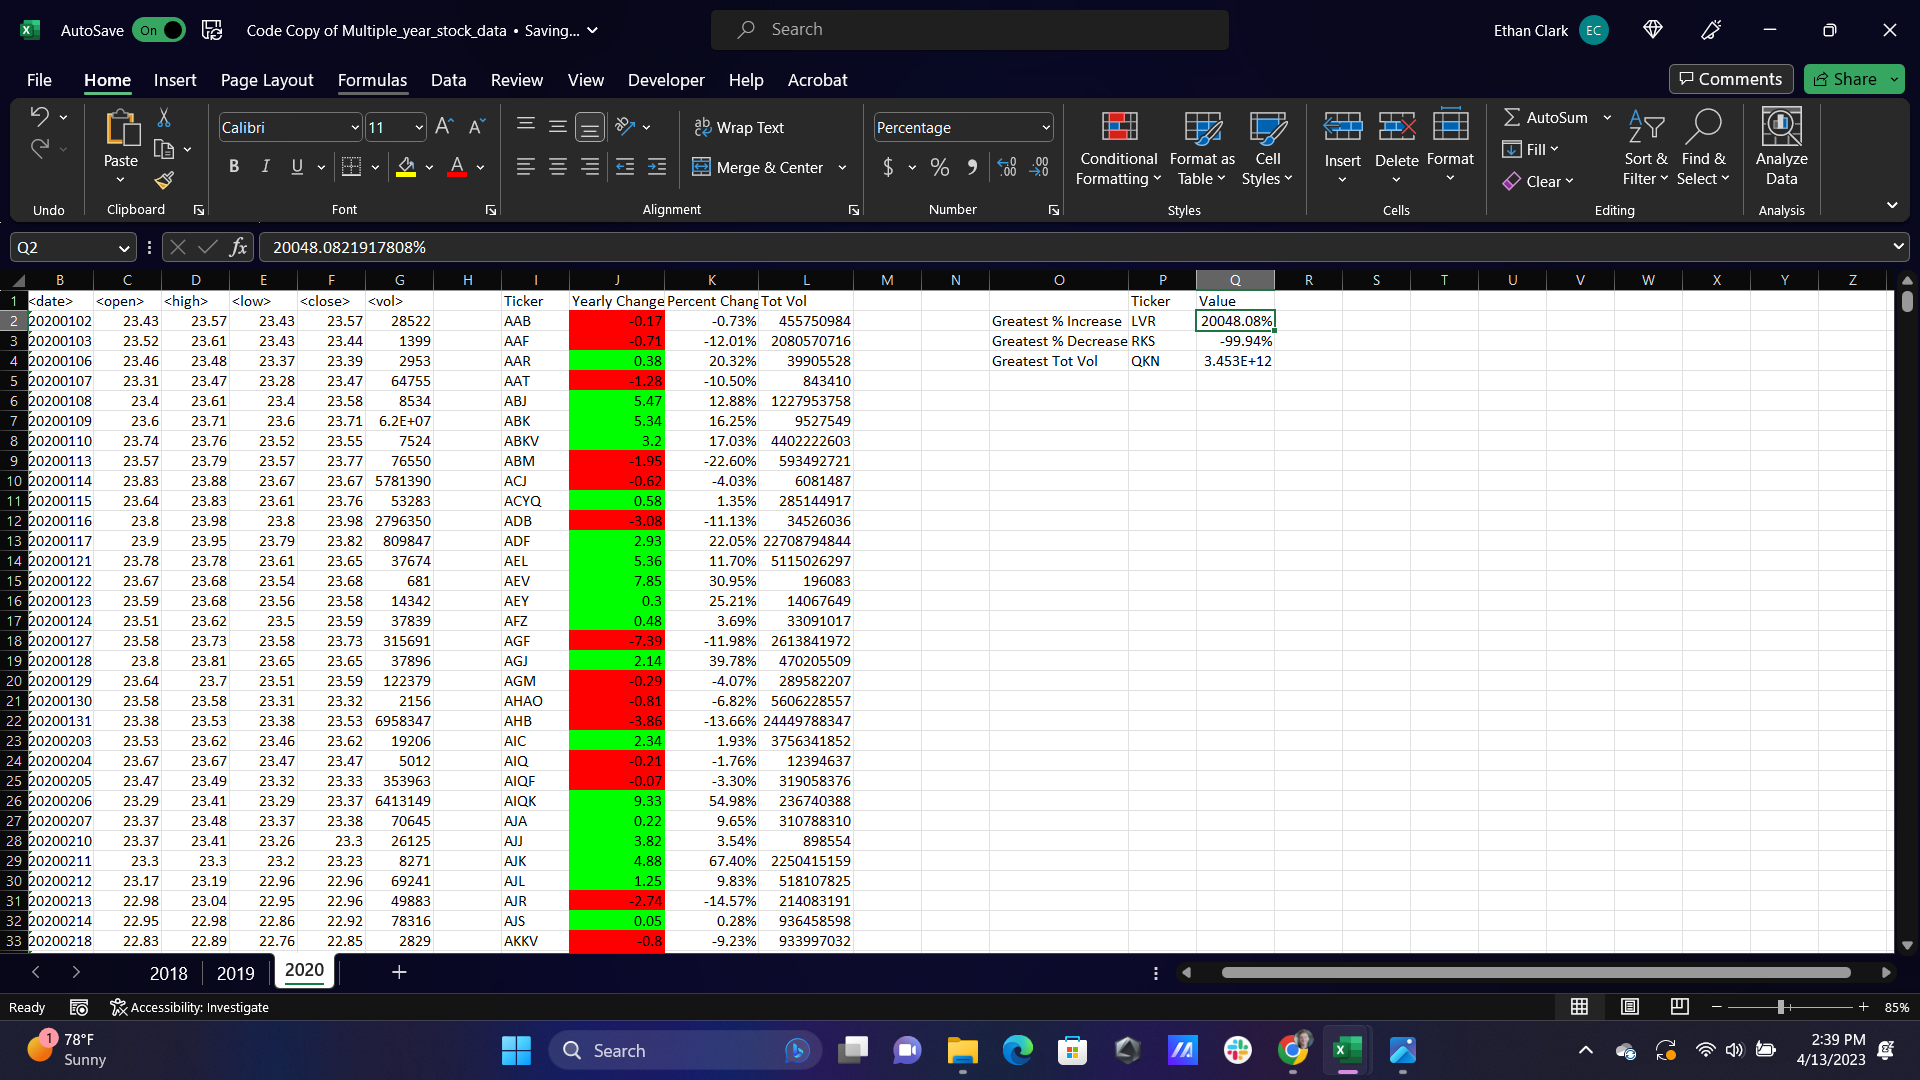 AutoSave On Code Copy of Multiple_year_stock_data • Saving... Search Ethan Clark EC
File Home Insert Page Layout Formulas Data Review View Developer Help Acrobat Comments Share
Calibri 11 Wrap Text Percentage AutoSum
Paste B I U Merge & Center $ % Conditional Formatting Format as Table Cell Styles Insert Delete Format Fill Clear Sort & Filter Find & Select Analyze Data
Undo Clipboard Font Alignment Number Styles Cells Editing Analysis
Q2 fx 20048.0821917808%
B C D E F G H I J K L M N O P Q R S T U V W X Y Z
1 <date> <open> <high> <low> <close> <vol> Ticker Yearly Change Percent Chang Tot Vol Ticker Value
2 20200102 23.43 23.57 23.43 23.57 28522 AAB -0.17 -0.73% 455750984 Greatest % Increase LVR 20048.08%
3 20200103 23.52 23.61 23.43 23.44 1399 AAF -0.71 -12.01% 2080570716 Greatest % Decrease RKS -99.94%
4 20200106 23.46 23.48 23.37 23.39 2953 AAR 0.38 20.32% 39905528 Greatest Tot Vol QKN 3.453E+12
5 20200107 23.31 23.47 23.28 23.47 64755 AAT -1.28 -10.50% 843410
6 20200108 23.4 23.61 23.4 23.58 8534 ABJ 5.47 12.88% 1227953758
7 20200109 23.6 23.71 23.6 23.71 6.2E+07 ABK 5.34 16.25% 9527549
8 20200110 23.74 23.76 23.52 23.55 7524 ABKV 3.2 17.03% 4402222603
9 20200113 23.57 23.79 23.57 23.77 76550 ABM -1.95 -22.60% 593492721
10 20200114 23.83 23.88 23.67 23.67 5781390 ACJ -0.62 -4.03% 6081487
11 20200115 23.64 23.83 23.61 23.76 53283 ACYQ 0.58 1.35% 285144917
12 20200116 23.8 23.98 23.8 23.98 2796350 ADB -3.08 -11.13% 34526036
13 20200117 23.9 23.95 23.79 23.82 809847 ADF 2.93 22.05% 22708794844
14 20200121 23.78 23.78 23.61 23.65 37674 AEL 5.36 11.70% 5115026297
15 20200122 23.67 23.68 23.54 23.68 681 AEV 7.85 30.95% 196083
16 20200123 23.59 23.68 23.56 23.58 14342 AEY 0.3 25.21% 14067649
17 20200124 23.51 23.62 23.5 23.59 37839 AFZ 0.48 3.69% 33091017
18 20200127 23.58 23.73 23.58 23.73 315691 AGF -7.39 -11.98% 2613841972
19 20200128 23.8 23.81 23.65 23.65 37896 AGJ 2.14 39.78% 470205509
20 20200129 23.64 23.7 23.51 23.59 122379 AGM -0.29 -4.07% 289582207
21 20200130 23.58 23.58 23.31 23.32 2156 AHAO -0.81 -6.82% 5606228557
22 20200131 23.38 23.53 23.38 23.53 6958347 AHB -3.86 -13.66% 24449788347
23 20200203 23.53 23.62 23.46 23.62 19206 AIC 2.34 1.93% 3756341852
24 20200204 23.67 23.67 23.47 23.47 5012 AIQ -0.21 -1.76% 12394637
25 20200205 23.47 23.49 23.32 23.33 353963 AIQF -0.07 -3.30% 319058376
26 20200206 23.29 23.41 23.29 23.37 6413149 AIQK 9.33 54.98% 236740388
27 20200207 23.37 23.48 23.37 23.38 70645 AJA 0.22 9.65% 310788310
28 20200210 23.37 23.41 23.26 23.3 26125 AJJ 3.82 3.54% 898554
29 20200211 23.3 23.3 23.2 23.23 8271 AJK 4.88 67.40% 2250415159
30 20200212 23.17 23.19 22.96 22.96 69241 AJL 1.25 9.83% 518107825
31 20200213 22.98 23.04 22.95 22.96 49883 AJR -2.74 -14.57% 214083191
32 20200214 22.95 22.98 22.86 22.92 78316 AJS 0.05 0.28% 936458598
33 20200218 22.83 22.89 22.76 22.85 2829 AKKV -0.8 -9.23% 933997032
2018 2019 2020
Ready Accessibility: Investigate 85%
1 78°F Search 2:39 PM
Sunny 4/13/2023